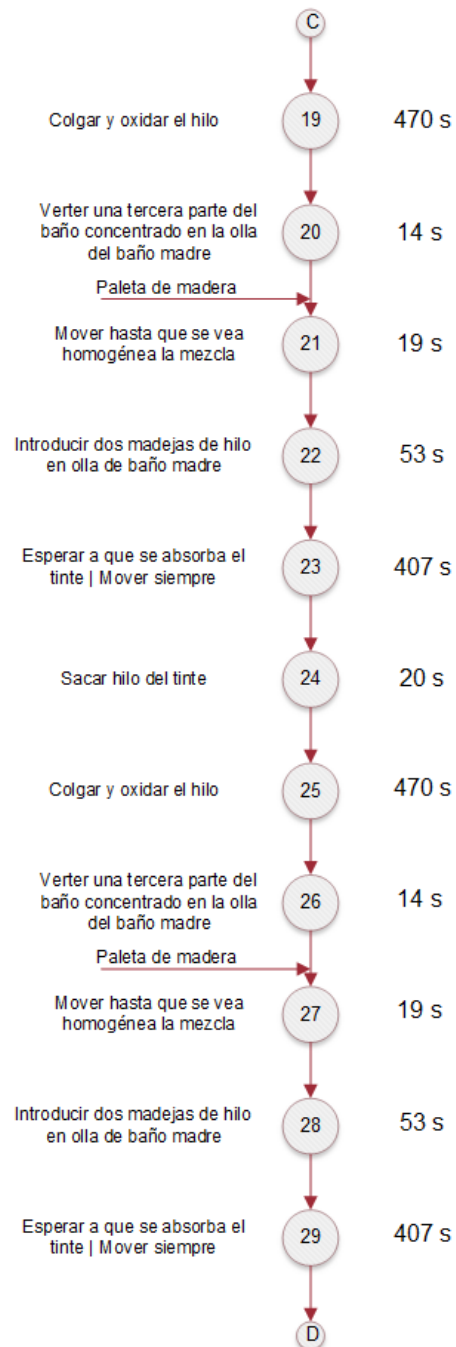 C
Colgar y oxidar el hilo
19
470 s
Verter una tercera parte del
baño concentrado en la olla
del baño madre
20
14 s
Paleta de madera
Mover hasta que se vea
homogénea la mezcla
21
19 s
Introducir dos madejas de hilo
en olla de baño madre
22
53 s
Esperar a que se absorba el
tinte | Mover siempre
23
407 s
Sacar hilo del tinte
24
20 s
Colgar y oxidar el hilo
25
470 s
Verter una tercera parte del
baño concentrado en la olla
del baño madre
26
14 s
Paleta de madera
Mover hasta que se vea
homogénea la mezcla
27
19 s
Introducir dos madejas de hilo
en olla de baño madre
28
53 s
Esperar a que se absorba el
tinte | Mover siempre
29
407 s
D